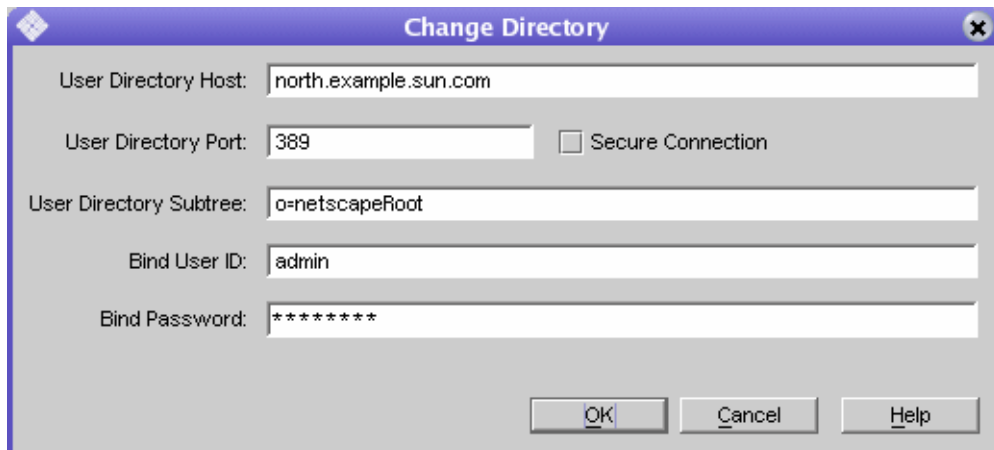 Change Directory
User Directory Host: north.example.sun.com
User Directory Port: 389 Secure Connection
User Directory Subtree: o=netscapeRoot
Bind User ID: admin
Bind Password: ********
OK Cancel Help